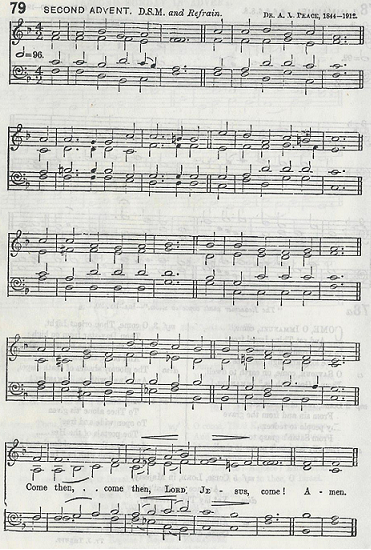 79 SECOND ADVENT. D.S.M. and Refrain. DR. A. L. PEACE, 1844–1912.
=96.
Come then, . . come then, LORD JE - sus, come! A - men.